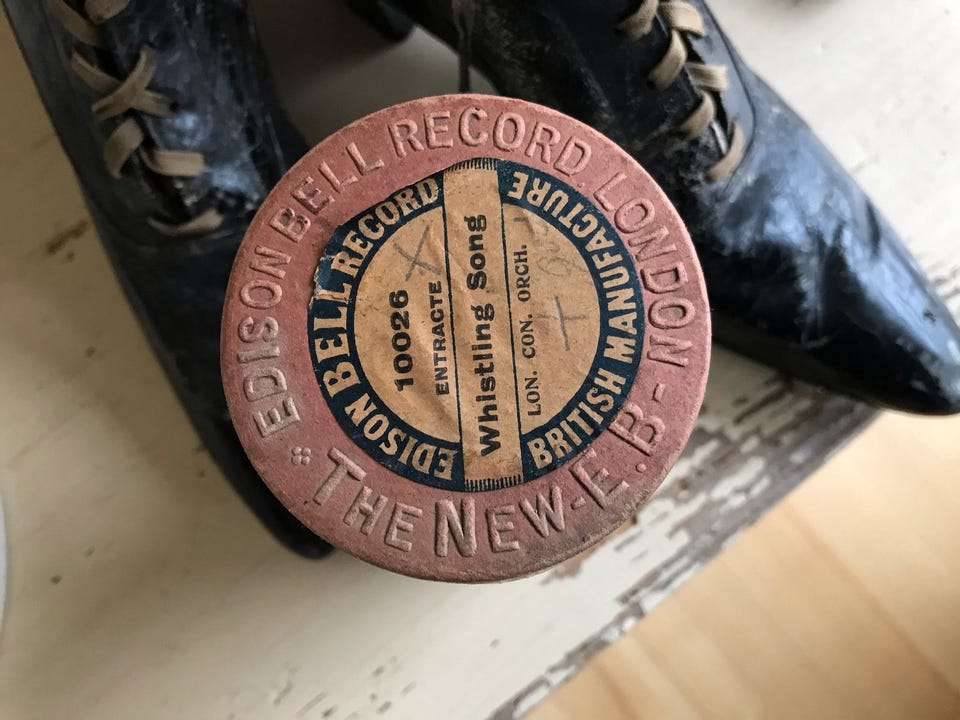 EDISON BELL RECORD. LONDON -
THE NEW-E.B-
EDISON BELL RECORD
BRITISH MANUFACTURE
10026
ENTRACTE
Whistling Song
LON. CON. ORCH.